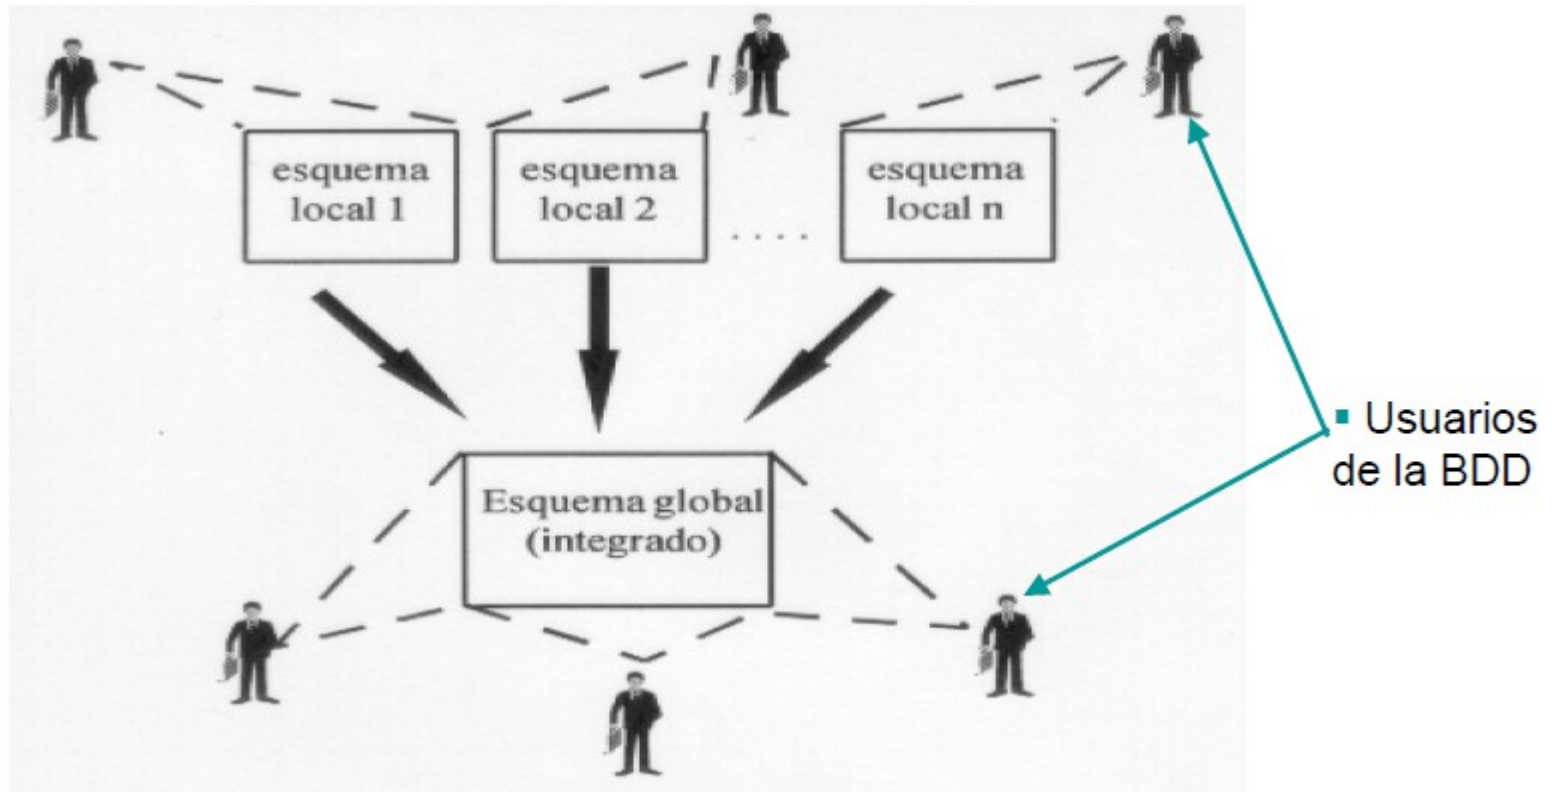 esquema
local 1
esquema
local 2
. . . .
esquema
local n
Esquema global
(integrado)
▪ Usuarios
de la BDD